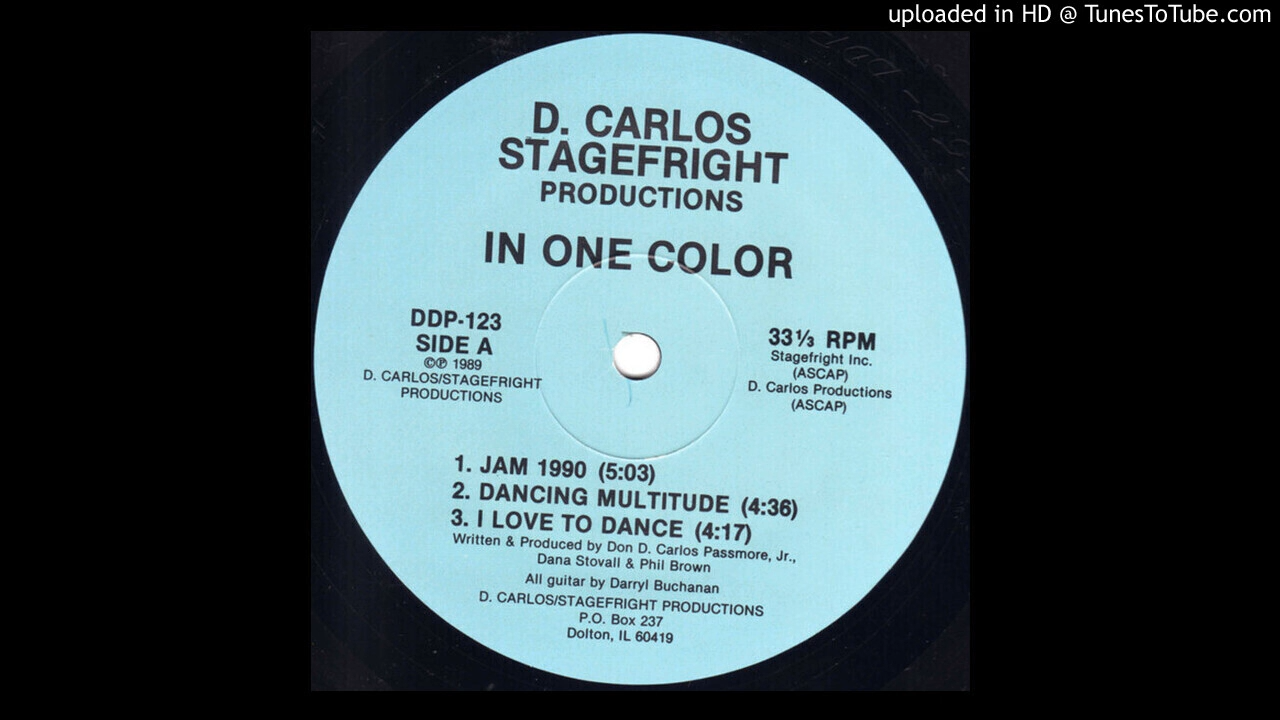 uploaded in HD @ TunesToTube.com
D. CARLOS
STAGEFRIGHT
PRODUCTIONS
IN ONE COLOR
DDP-123
SIDE A
©℗ 1989
D. CARLOS/STAGEFRIGHT
PRODUCTIONS
33⅓ RPM
Stagefright Inc.
(ASCAP)
D. Carlos Productions
(ASCAP)
1. JAM 1990 (5:03)
2. DANCING MULTITUDE (4:36)
3. I LOVE TO DANCE (4:17)
Written & Produced by Don D. Carlos Passmore, Jr.,
Dana Stovall & Phil Brown
All guitar by Darryl Buchanan
D. CARLOS/STAGEFRIGHT PRODUCTIONS
P.O. Box 237
Dolton, IL 60419